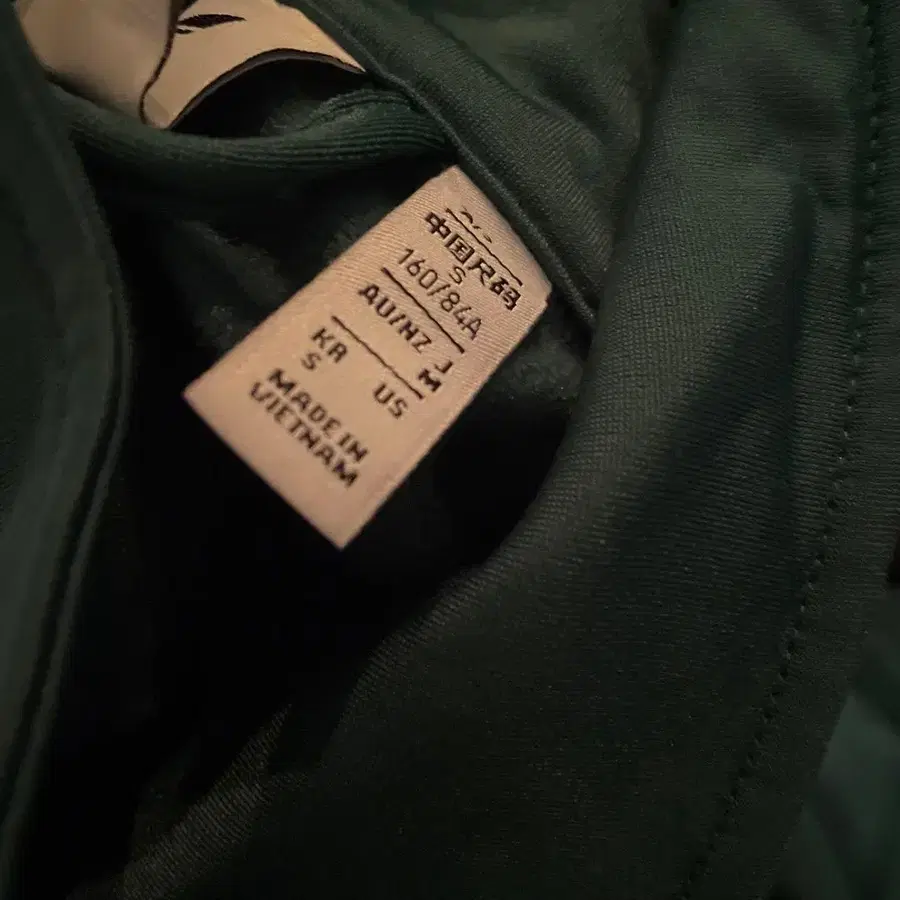 中国尺码
S
160/84A
AU/NZ J
M
KR US
S
MADE IN
VIETNAM